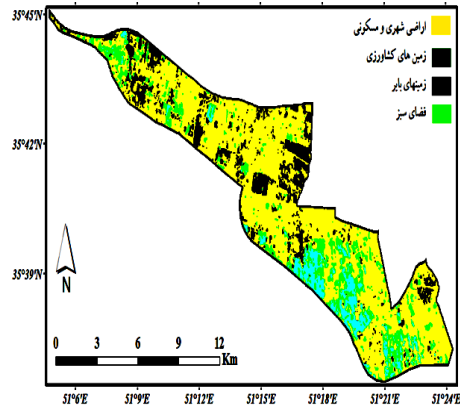 35°45'N
35°42'N
35°39'N
اراضی شهری و مسکونی
زمین های کشاورزی
زمینهای بایر
فضای سبز
N
0 3 6 9 12
Km
51°6'E 51°9'E 51°12'E 51°15'E 51°18'E 51°21'E 51°24'E